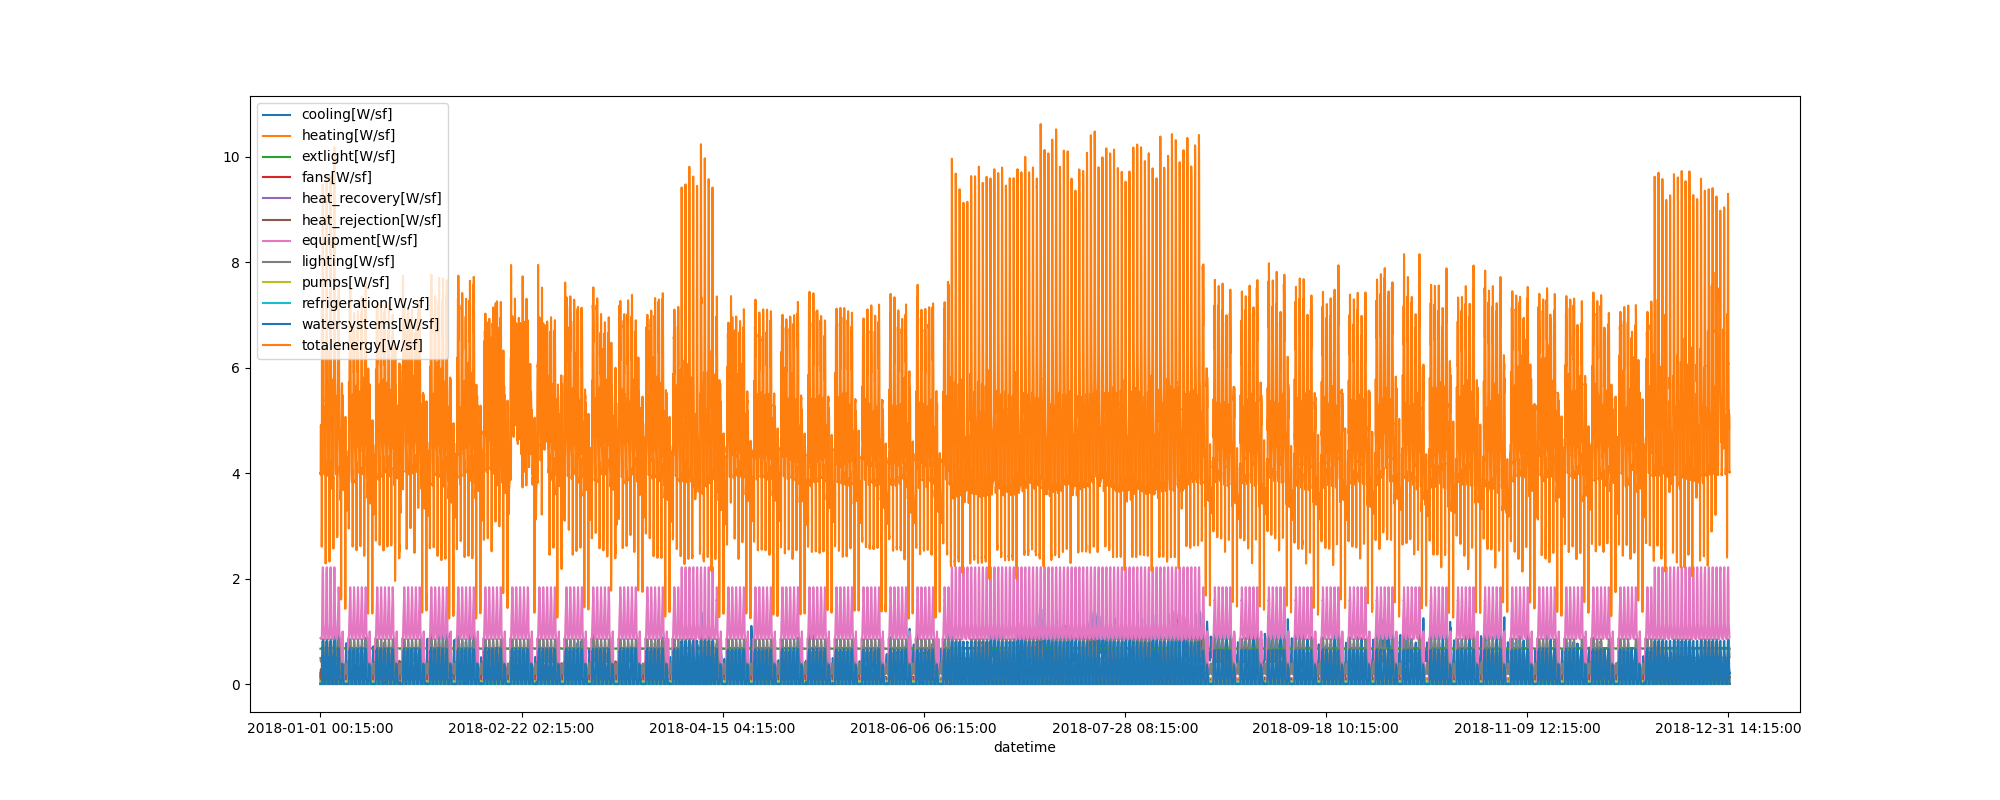 cooling[W/sf]
heating[W/sf]
extlight[W/sf]
fans[W/sf]
heat_recovery[W/sf]
heat_rejection[W/sf]
equipment[W/sf]
lighting[W/sf]
pumps[W/sf]
refrigeration[W/sf]
watersystems[W/sf]
totalenergy[W/sf]
10
8
6
4
2
0
2018-01-01 00:15:00 2018-02-22 02:15:00 2018-04-15 04:15:00 2018-06-06 06:15:00 2018-07-28 08:15:00 2018-09-18 10:15:00 2018-11-09 12:15:00 2018-12-31 14:15:00
datetime